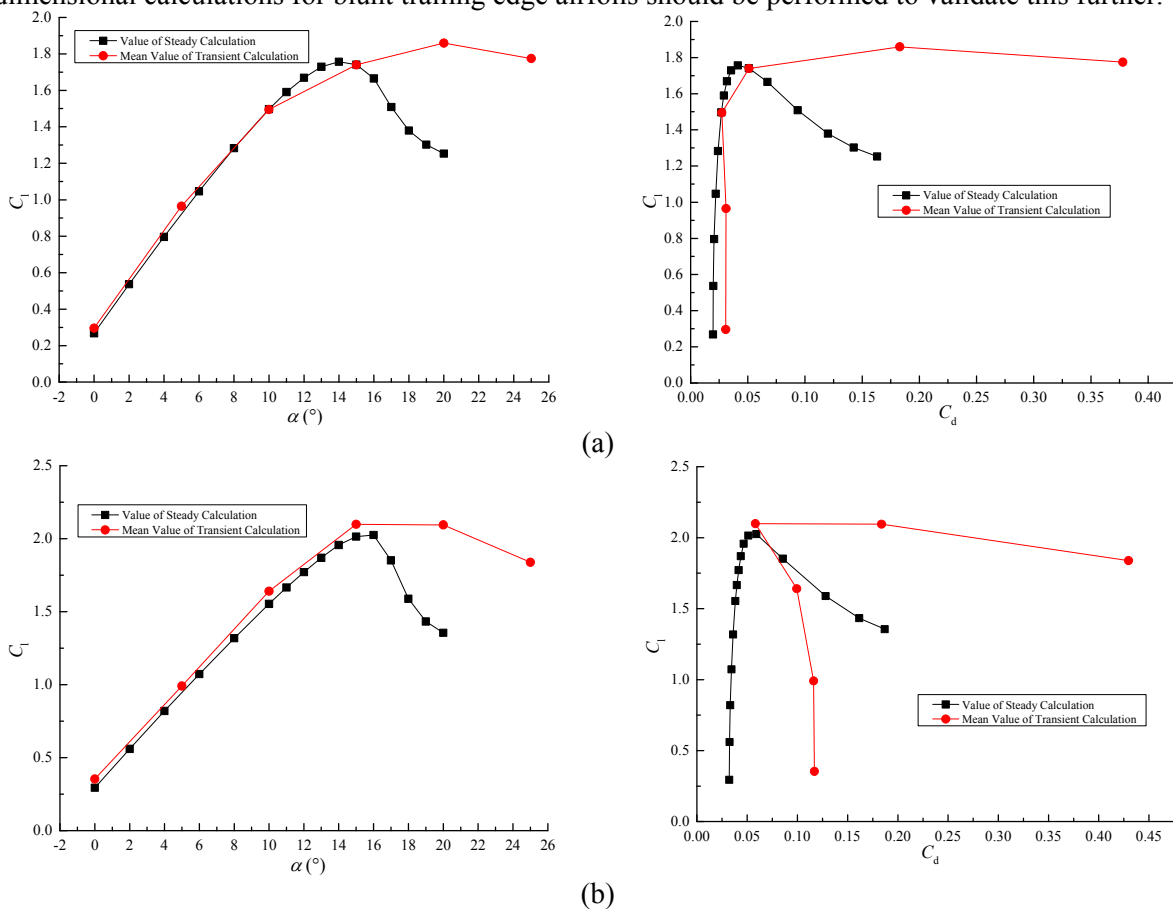 dimensional calculations for blunt trailing edge airfoils should be performed to validate this further.
2.0
1.8
1.6
1.4
1.2
1.0
0.8
0.6
0.4
0.2
0.0
Cl
-2 0 2 4 6 8 10 12 14 16 18 20 22 24 26
α (°)
Value of Steady Calculation
Mean Value of Transient Calculation
2.0
1.8
1.6
1.4
1.2
1.0
0.8
0.6
0.4
0.2
0.0
Cl
0.00 0.05 0.10 0.15 0.20 0.25 0.30 0.35 0.40
Cd
Value of Steady Calculation
Mean Value of Transient Calculation
(a)
2.5
2.0
1.5
1.0
0.5
0.0
Cl
-2 0 2 4 6 8 10 12 14 16 18 20 22 24 26
α (°)
Value of Steady Calculation
Mean Value of Transient Calculation
2.5
2.0
1.5
1.0
0.5
0.0
Cl
0.00 0.05 0.10 0.15 0.20 0.25 0.30 0.35 0.40 0.45
Cd
Value of Steady Calculation
Mean Value of Transient Calculation
(b)